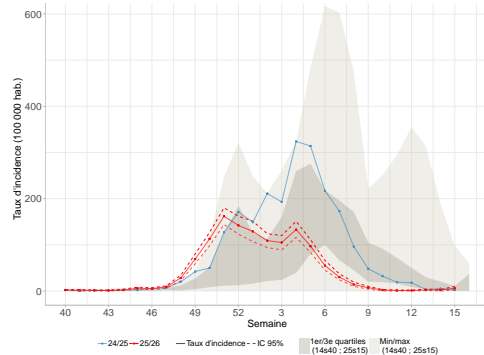 600
400
200
0
Taux d'incidence (100 000 hab.)
40 43 46 49 52 3 6 9 12 15
Semaine
24/25 25/26 Taux d'incidence IC 95% 1er/3e quartiles (14s40 ; 25s15) Min/max (14s40 ; 25s15)